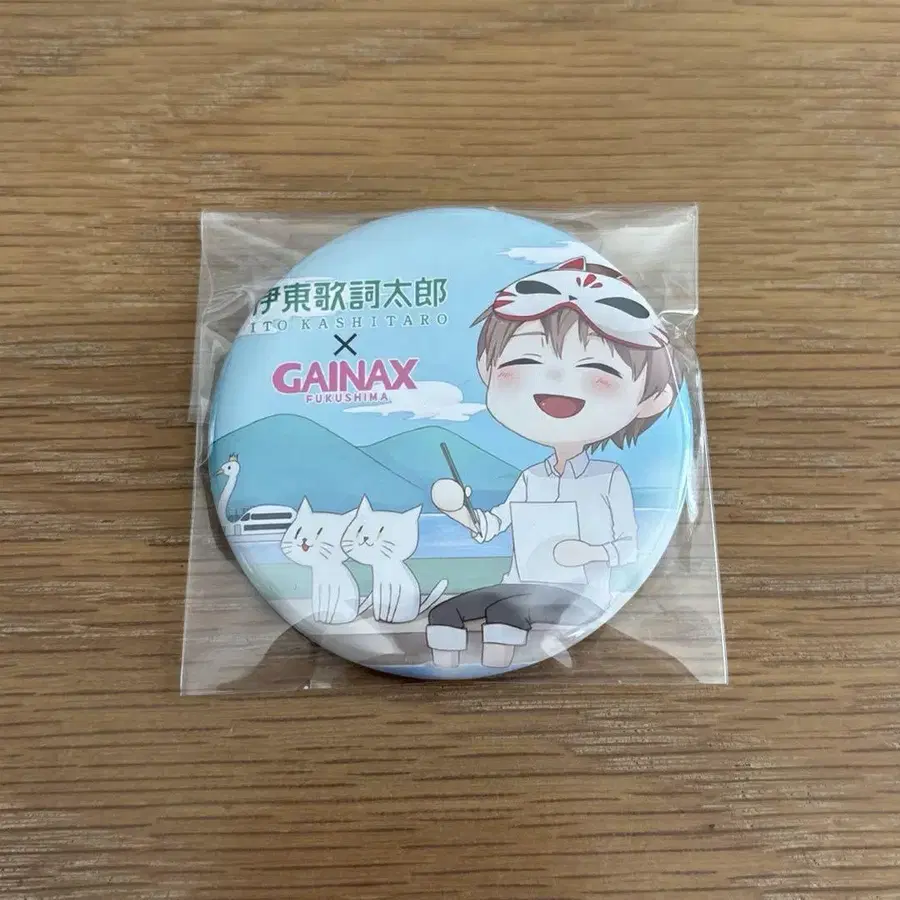 伊東歌詞太郎
ITO KASHITARO
×
GAINAX
FUKUSHIMA